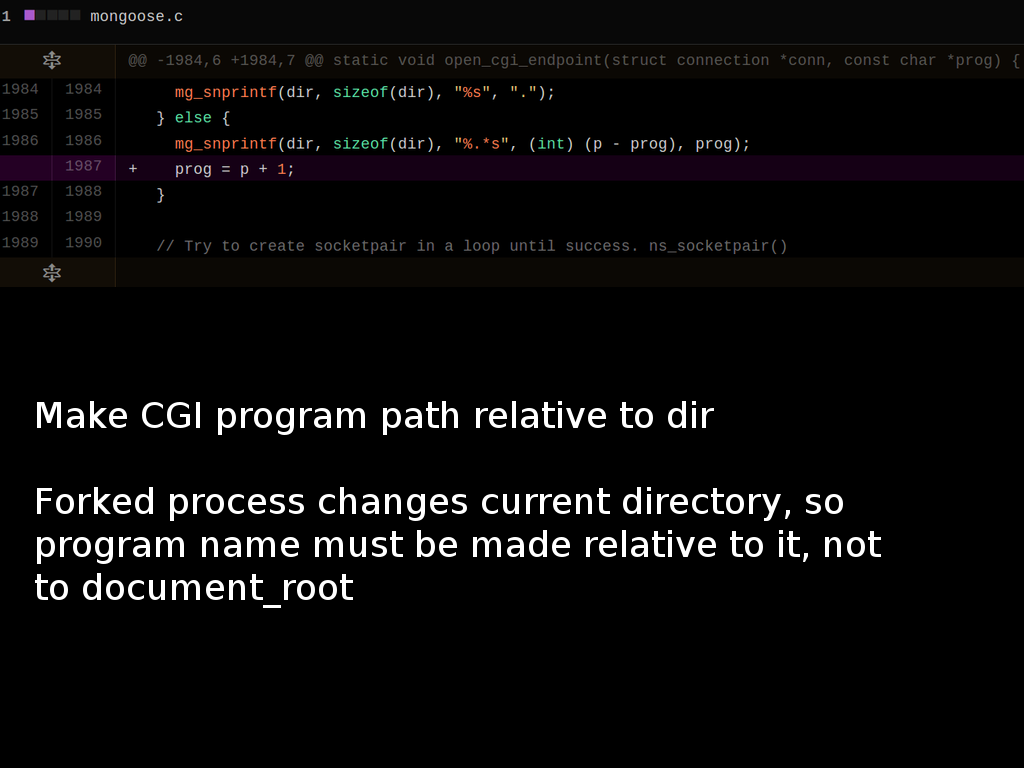 1 mongoose.c
@@ -1984,6 +1984,7 @@ static void open_cgi_endpoint(struct connection *conn, const char *prog) {
1984 1984 mg_snprintf(dir, sizeof(dir), "%s", ".");
1985 1985 } else {
1986 1986 mg_snprintf(dir, sizeof(dir), "%.*s", (int) (p - prog), prog);
1987 + prog = p + 1;
1987 1988 }
1988 1989
1989 1990 // Try to create socketpair in a loop until success. ns_socketpair()
Make CGI program path relative to dir
Forked process changes current directory, so
program name must be made relative to it, not
to document_root